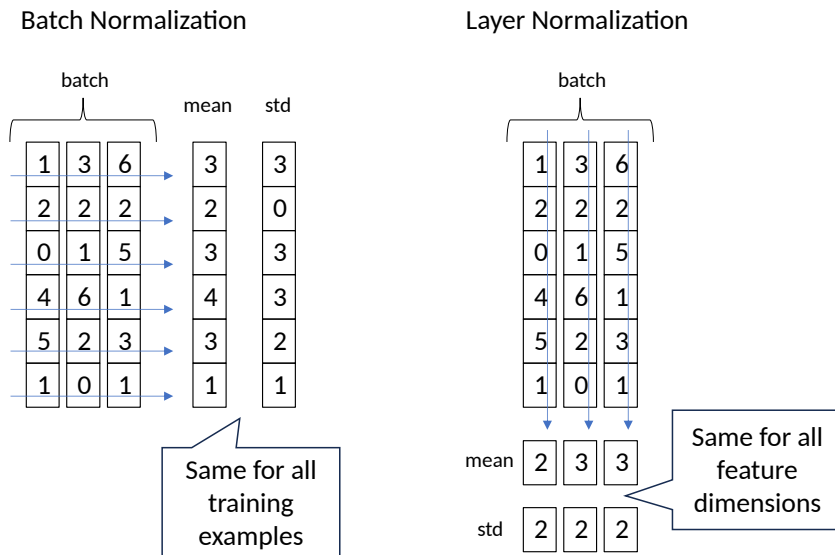 Batch Normalization
batch
mean std
1 3 6 3 3
2 2 2 2 0
0 1 5 3 3
4 6 1 4 3
5 2 3 3 2
1 0 1 1 1
Same for all
training
examples
Layer Normalization
batch
1 3 6
2 2 2
0 1 5
4 6 1
5 2 3
1 0 1
mean 2 3 3
std 2 2 2
Same for all
feature
dimensions